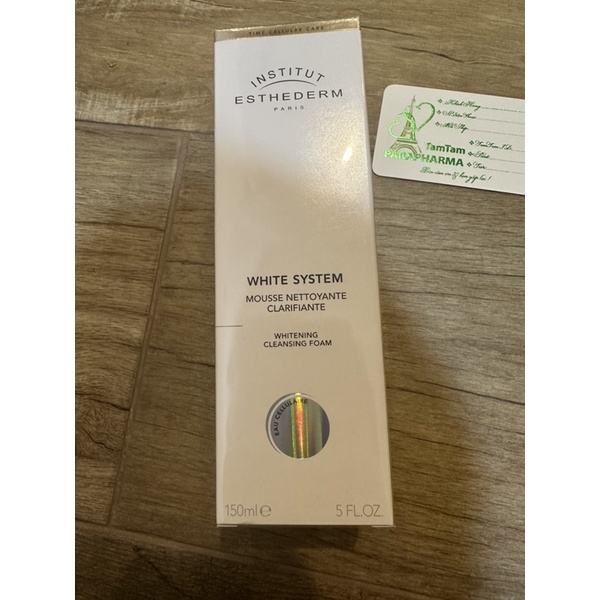 TIME CELLULAR CARE
INSTITUT
ESTHEDERM
PARIS
WHITE SYSTEM
MOUSSE NETTOYANTE
CLARIFIANTE
WHITENING
CLEANSING FOAM
EAU CELLULAIRE
150ml℮ 5 FL.OZ.
TamTam
PARAPHARMA